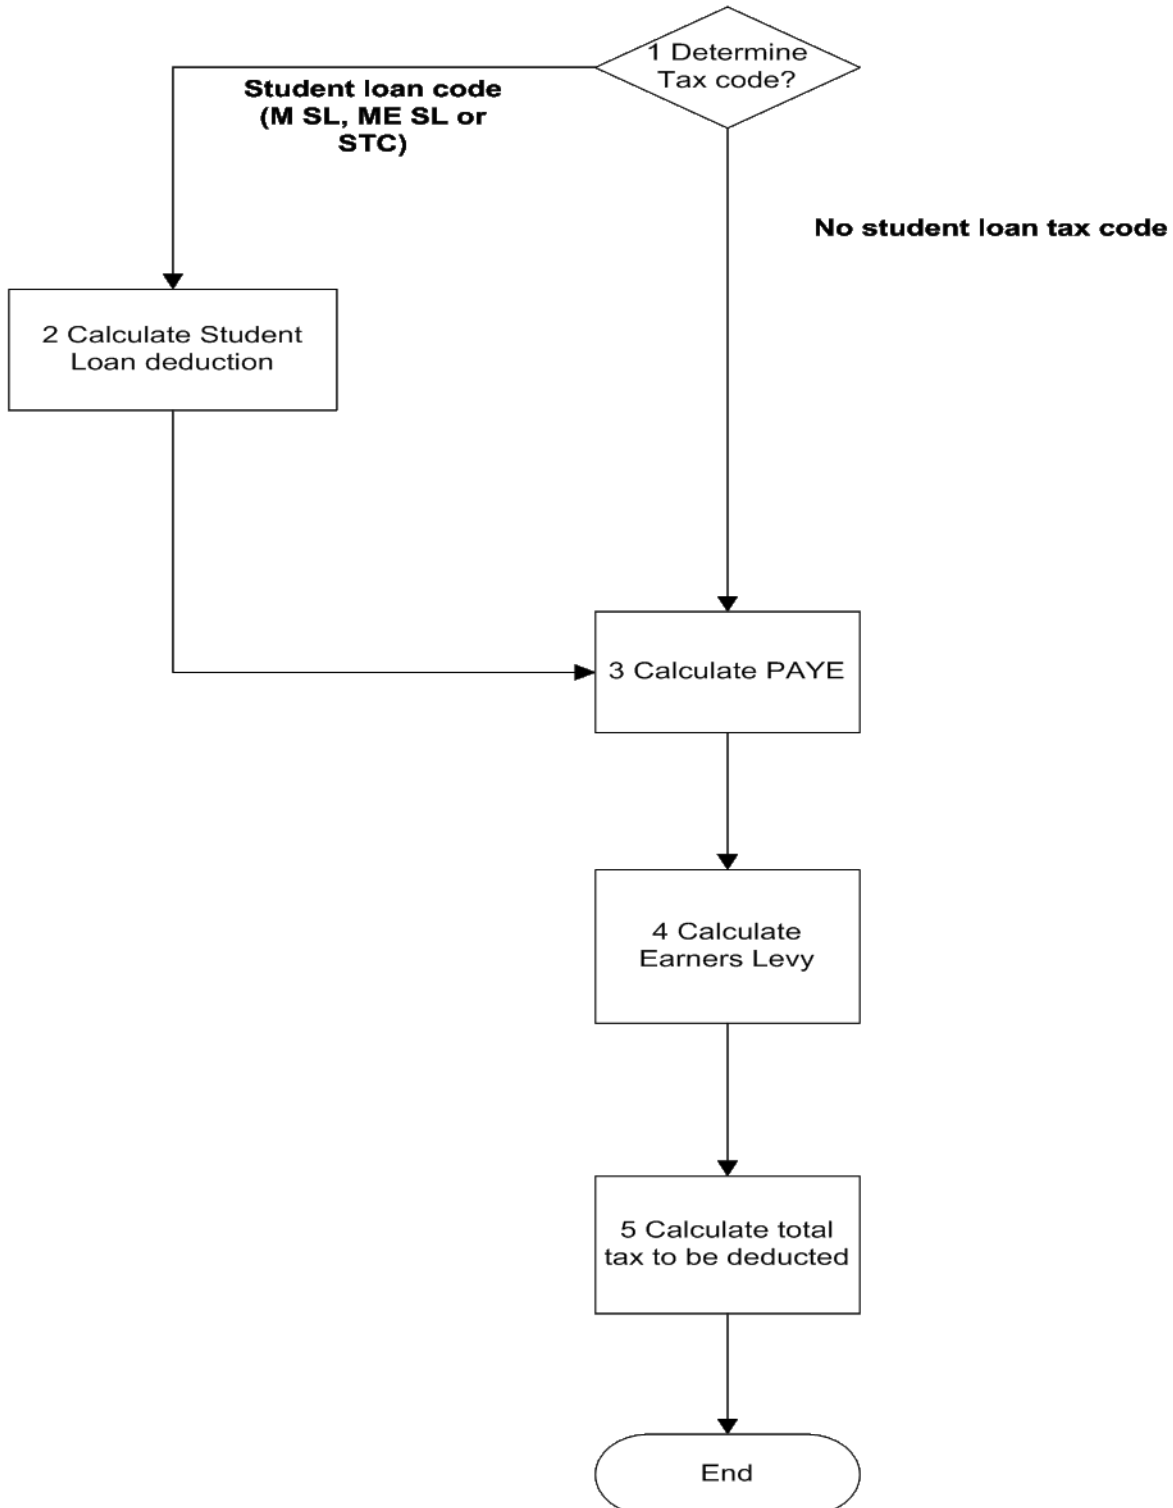 1 Determine
Tax code?
Student loan code
(M SL, ME SL or
STC)
No student loan tax code
2 Calculate Student
Loan deduction
3 Calculate PAYE
4 Calculate
Earners Levy
5 Calculate total
tax to be deducted
End